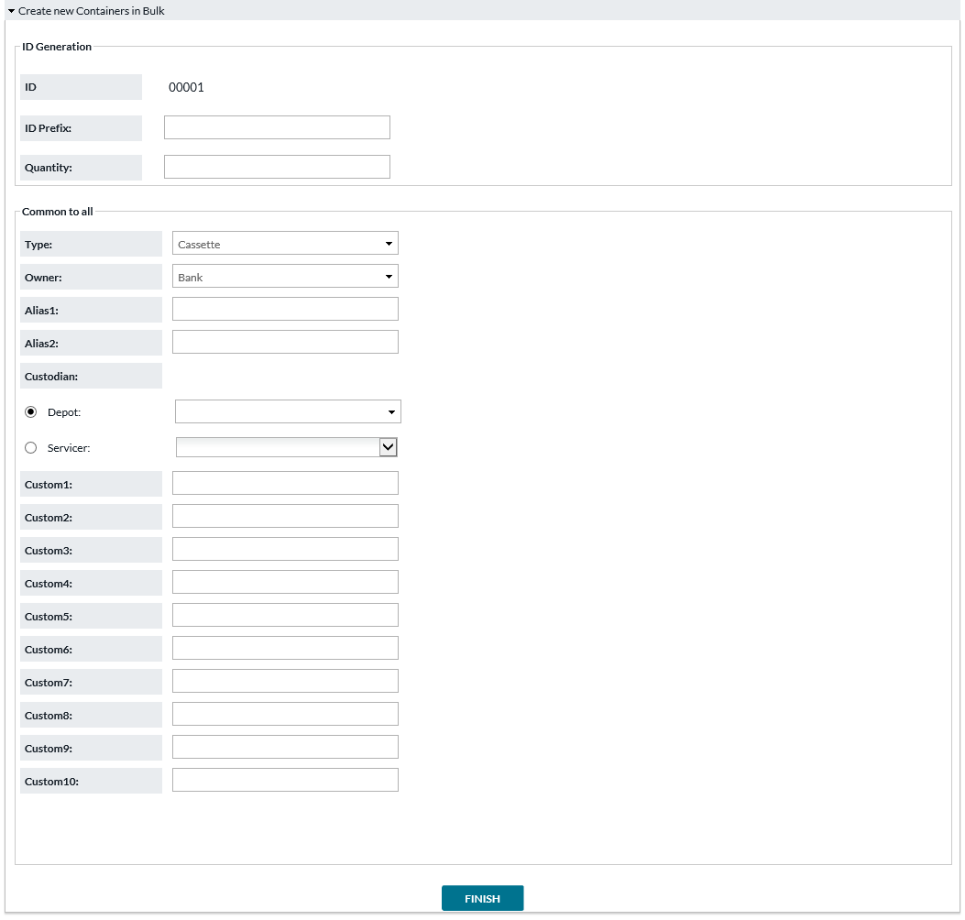 Create new Containers in Bulk
ID Generation
ID 00001
ID Prefix:
Quantity:
Common to all
Type: Cassette
Owner: Bank
Alias1:
Alias2:
Custodian:
Depot:
Servicer:
Custom1:
Custom2:
Custom3:
Custom4:
Custom5:
Custom6:
Custom7:
Custom8:
Custom9:
Custom10:
FINISH